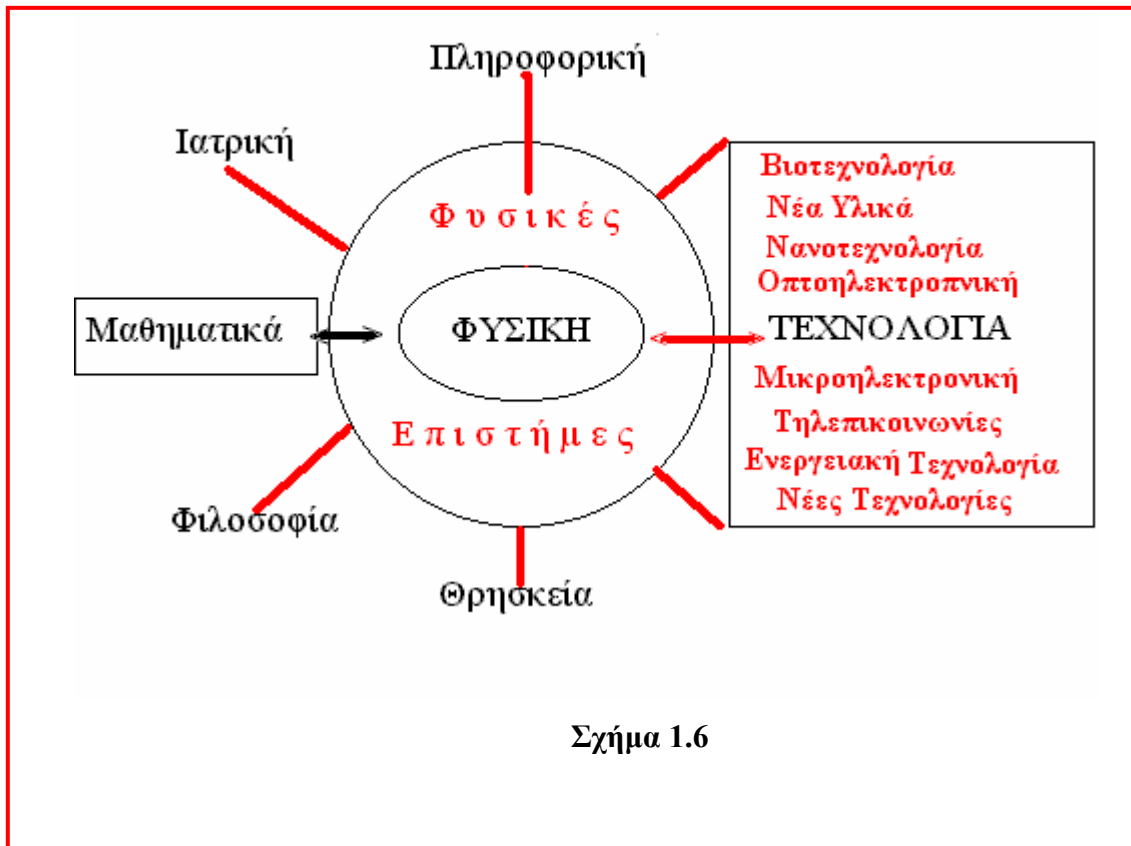 Πληροφορική
Ιατρική
Βιοτεχνολογία
Νέα Υλικά
Φυσικές
Νανοτεχνολογία
Οπτοηλεκτροπνική
Μαθηματικά
ΦΥΣΙΚΗ
ΤΕΧΝΟΛΟΓΙΑ
Μικροηλεκτρονική
Τηλεπικοινωνίες
Επιστήμες
Ενεργειακή Τεχνολογία
Νέες Τεχνολογίες
Φιλοσοφία
Θρησκεία
Σχήμα 1.6